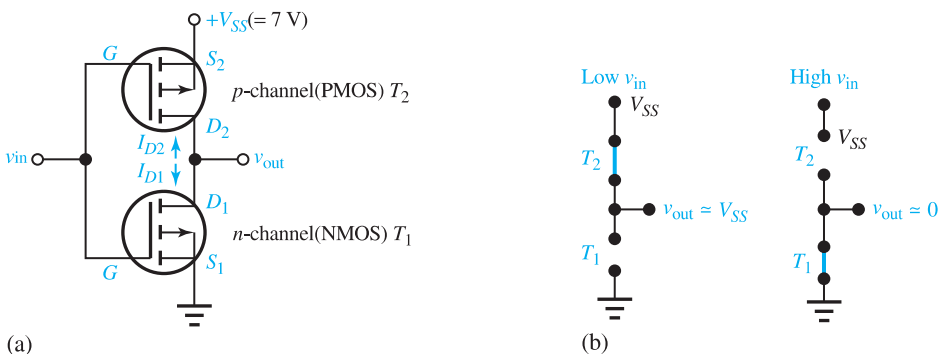 +V_SS(= 7 V)
G
S_2
p-channel(PMOS) T_2
D_2
I_D2
vin
v_out
I_D1
D_1
n-channel(NMOS) T_1
G
S_1
(a)
Low v_in
V_SS
T_2
v_out ≃ V_SS
T_1
High v_in
V_SS
T_2
v_out ≃ 0
T_1
(b)